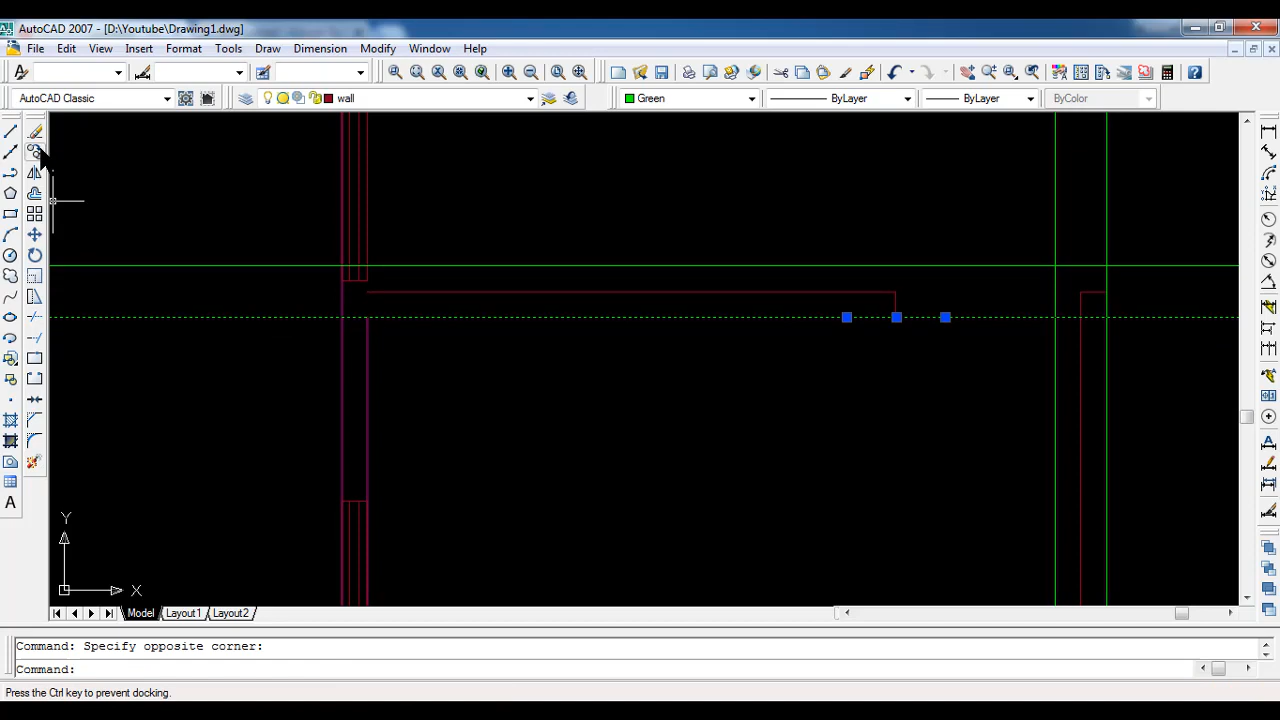 AutoCAD 2007 - [D:\Youtube\Drawing1.dwg]
File Edit View Insert Format Tools Draw Dimension Modify Window Help
AutoCAD Classic wall Green ByLayer ByLayer ByColor
A
Y
X
Model Layout1 Layout2
Command: Specify opposite corner:
Command:
Press the Ctrl key to prevent docking.